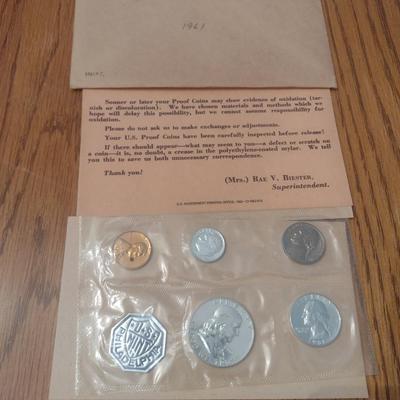 1961
Sooner or later your Proof Coins may show evidence of oxidation (tar-
nish or discoloration). We have chosen materials and methods which we
hope will delay this possibility, but we cannot assume responsibility for
oxidation.
Please do not ask us to make exchanges or adjustments.
Your U.S. Proof Coins have been carefully inspected before release!
If there should appear—what may seem to you—a defect or scratch on
a coin—it is, no doubt, a crease in the polyethylene-coated mylar. We tell
you this to save us both unnecessary correspondence.
Thank you!
(Mrs.) Rae V. Biester,
Superintendent.
U.S. GOVERNMENT PRINTING OFFICE
U.S.
MINT
PHILADELPHIA